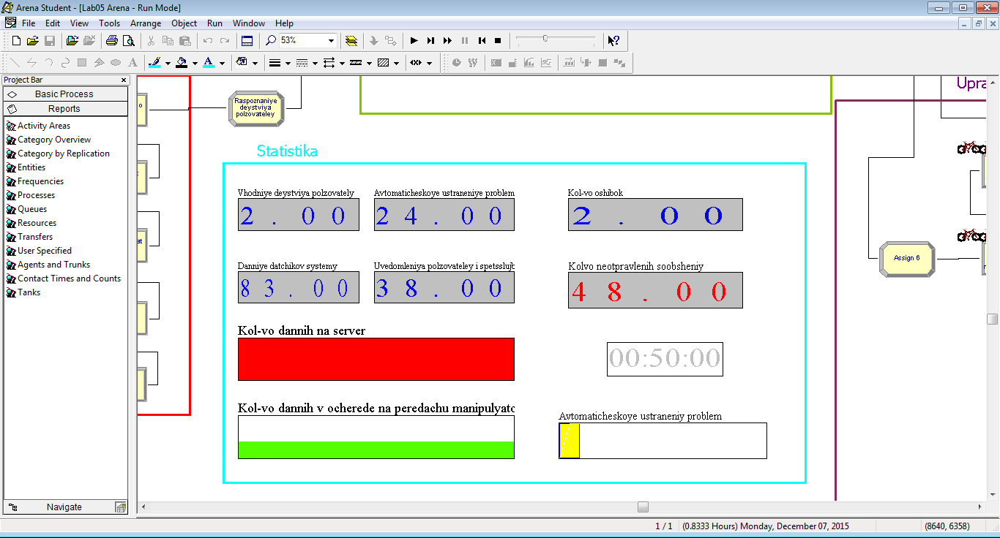 Arena Student - [Lab05 Arena - Run Mode]
File Edit View Tools Arrange Object Run Window Help
53%
Project Bar
Basic Process
Reports
Activity Areas
Category Overview
Category by Replication
Entities
Frequencies
Processes
Queues
Resources
Transfers
User Specified
Agents and Trunks
Contact Times and Counts
Tanks
Navigate
o
at
Raspoznaniye
deystviya
polzovateley
Upra
Statistika
Vhodniye deystviya polzovately
2.00
Avtomaticheskoye ustraneniye problem
24.00
Kol-vo oshibok
2.00
Danniye datchikov systemy
83.00
Uvedomleniya polzovateley i spetsslujb
38.00
Kolvo neotpravlenih soobsheniy
48.00
Kol-vo dannih na server
00:50:00
Kol-vo dannih v ocherede na peredachu manipulyato
Avtomaticheskoye ustraneniy problem
Assign 6
1 / 1 (0.8333 Hours) Monday, December 07, 2015 (8640, 6358)